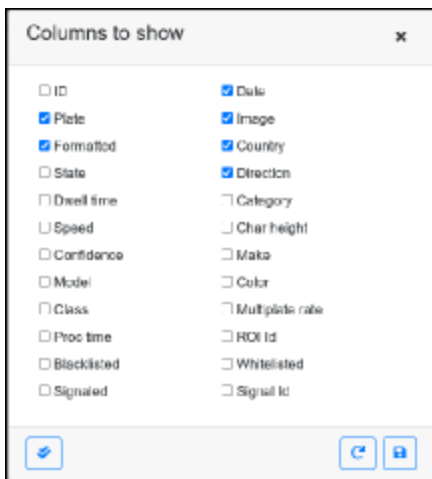 Columns to show
ID Date
Plate Image
Formatted Country
State Direction
Dwell time Category
Speed Char height
Confidence Make
Model Color
Class Multiplate rate
Proc time ROI Id
Blacklisted Whitelisted
Signaled Signal Id